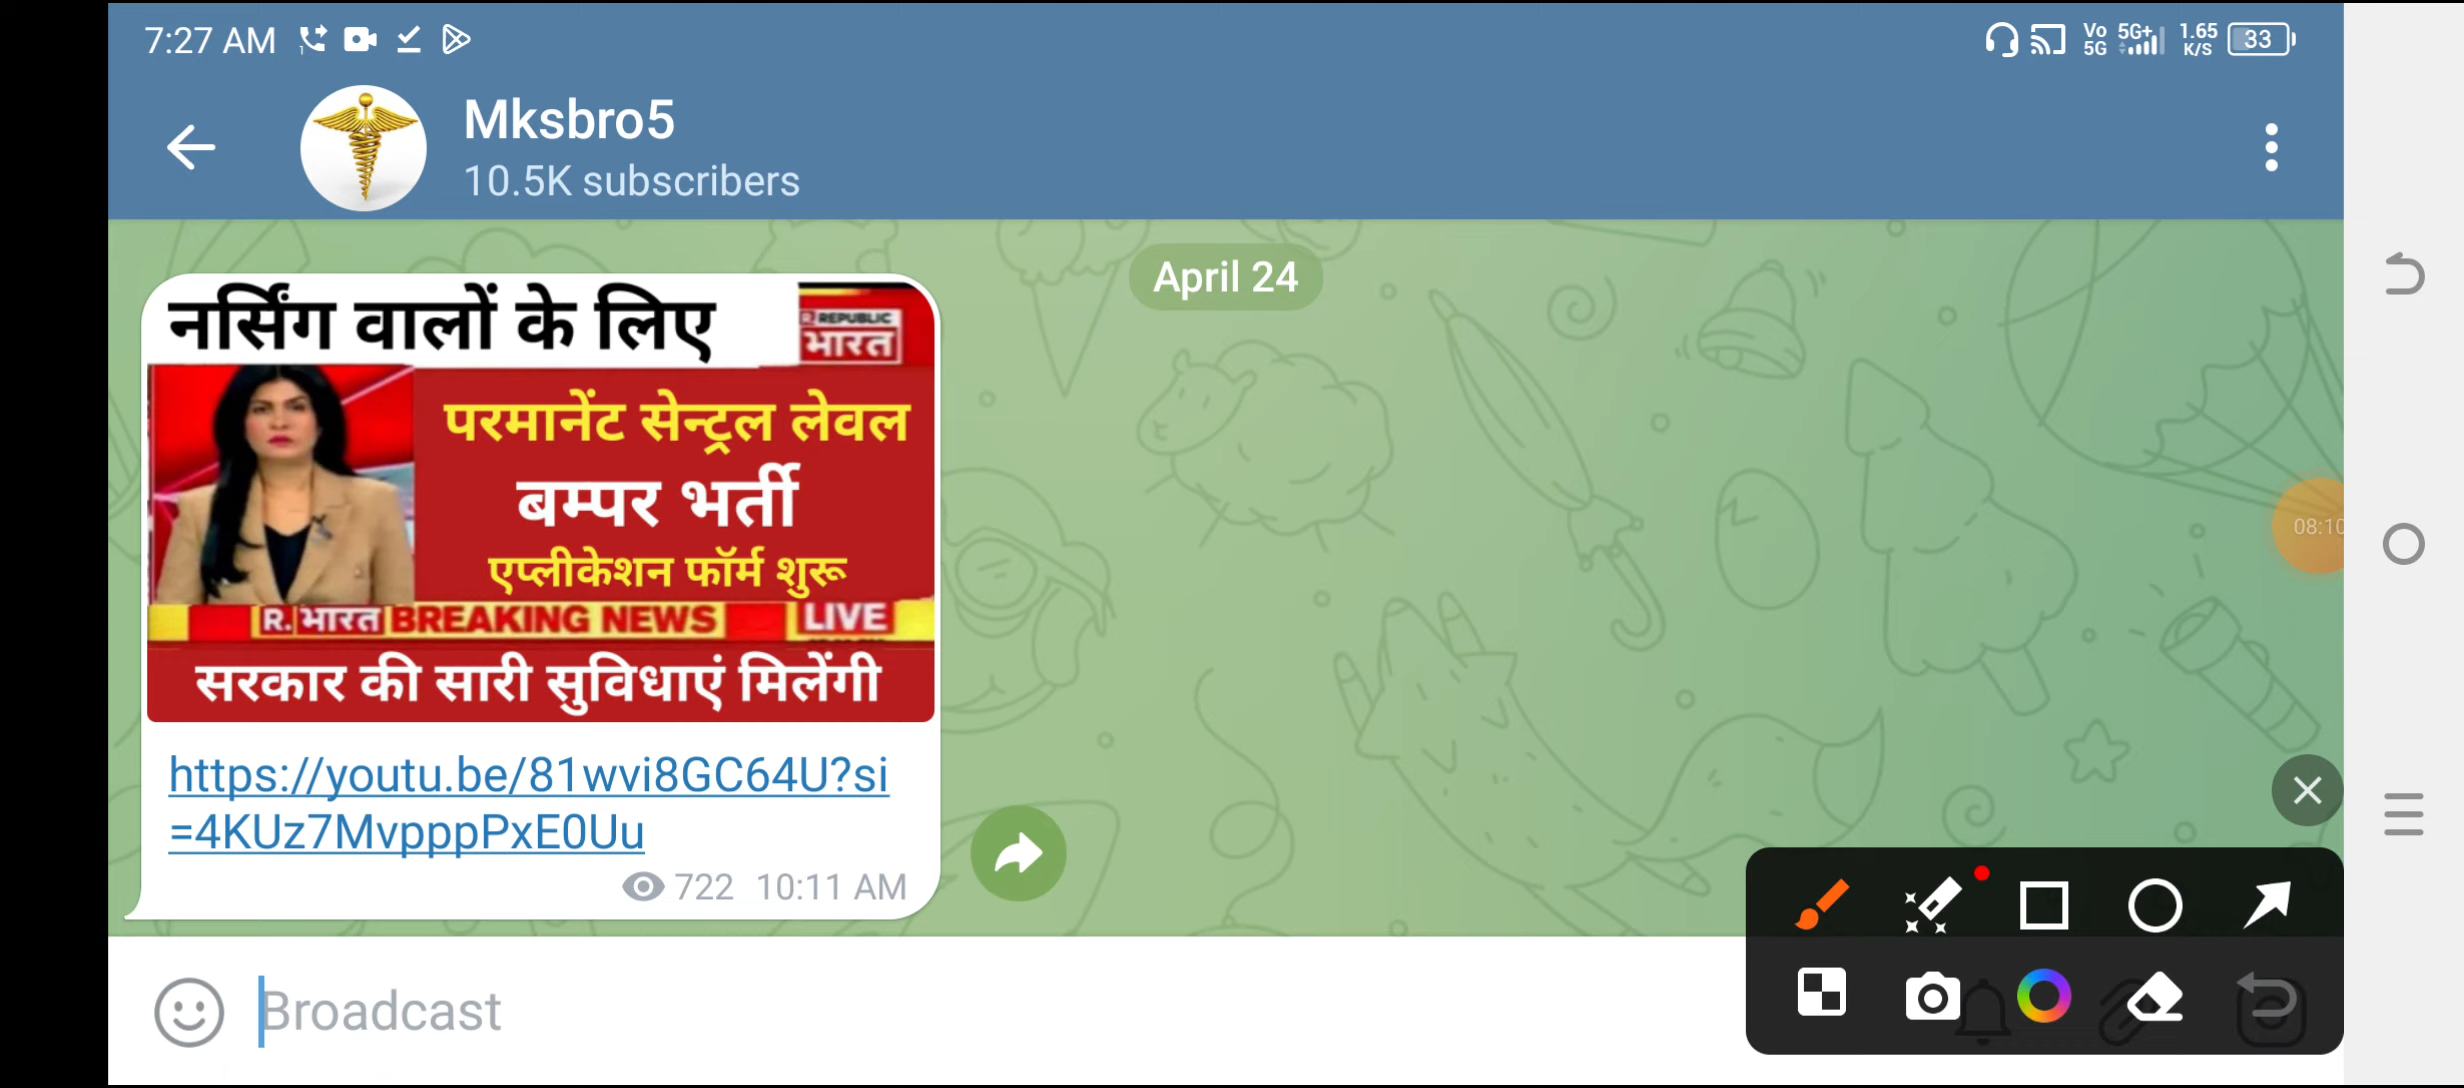 7:27 AM
Vo 5G 5G+ 1.65 K/S 33
Mksbro5
10.5K subscribers
April 24
नर्सिंग वालों के लिए
R REPUBLIC
भारत
परमानेंट सेन्ट्रल लेवल
बम्पर भर्ती
एप्लीकेशन फॉर्म शुरू
R. भारत BREAKING NEWS LIVE
सरकार की सारी सुविधाएं मिलेंगी
https://youtu.be/81wvi8GC64U?si
=4KUz7MvpppPxE0Uu
722 10:11 AM
08:10
Broadcast